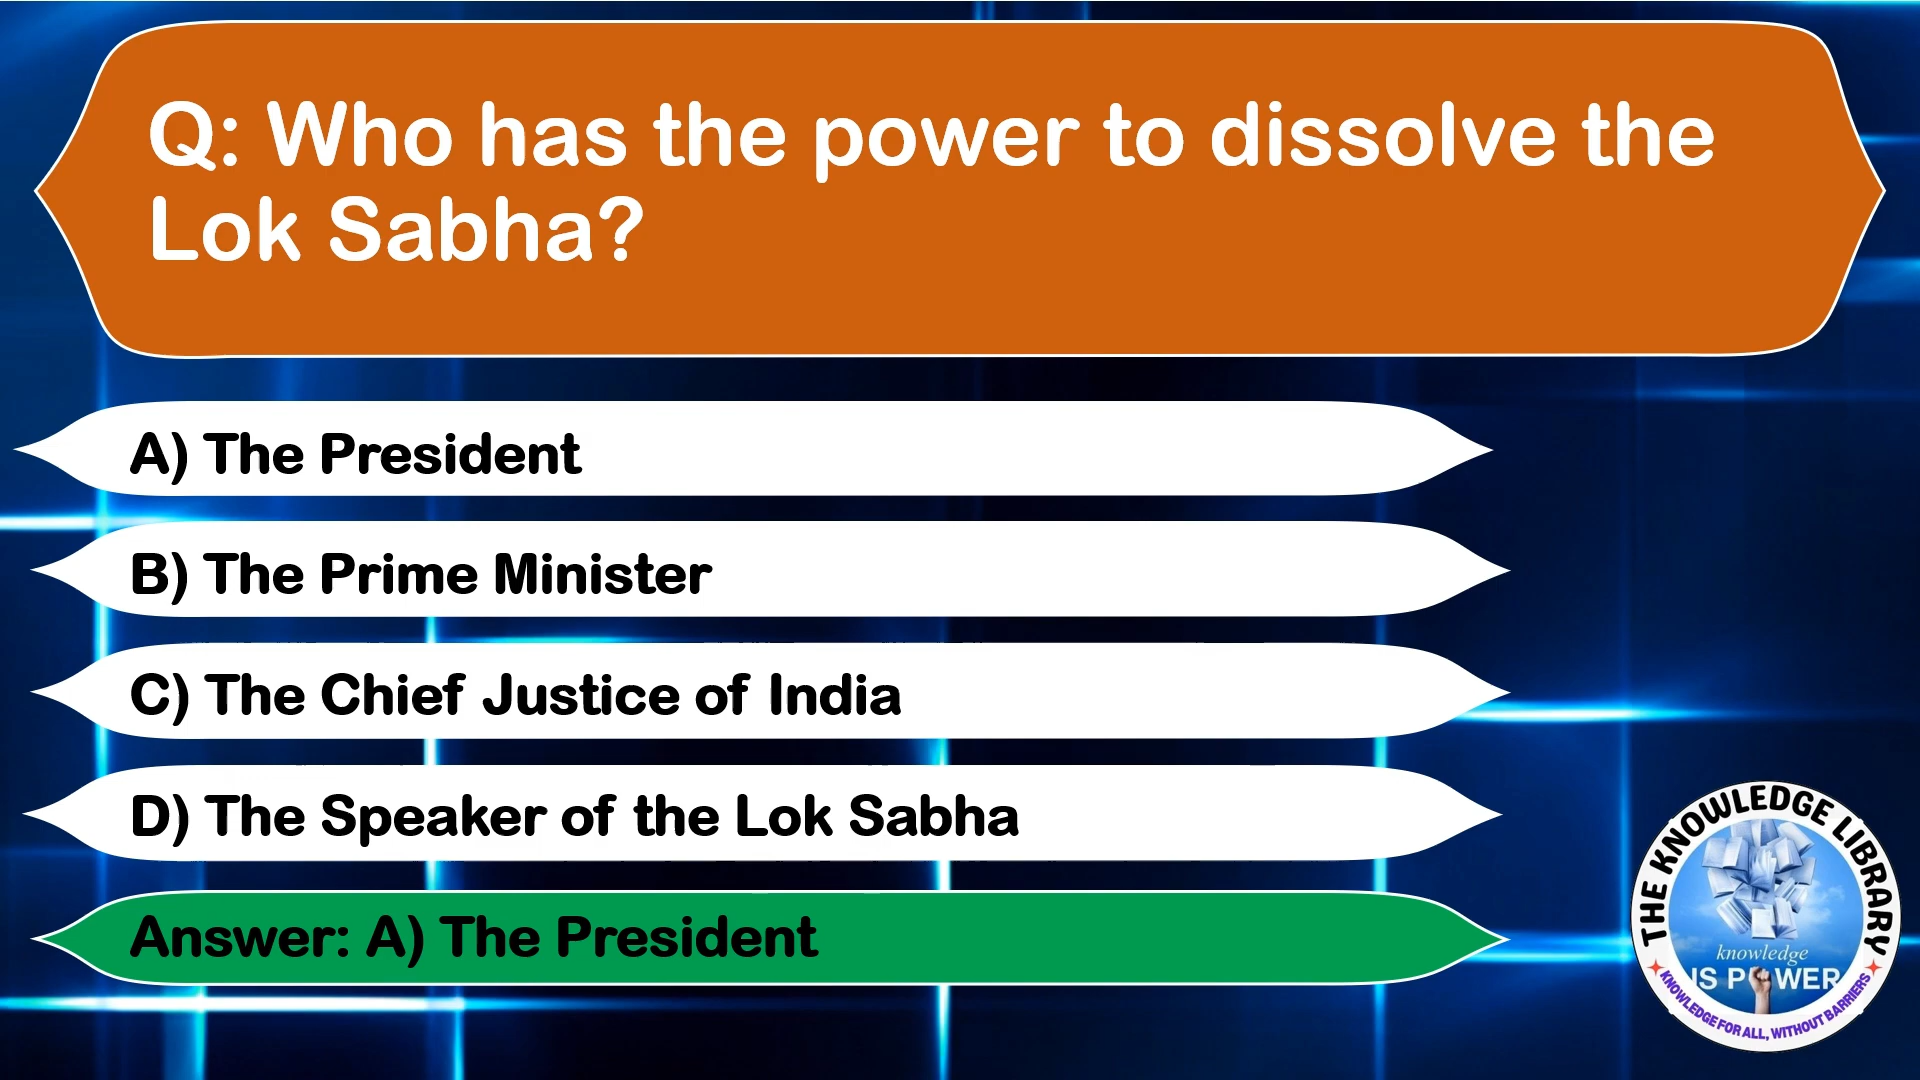 Q: Who has the power to dissolve the
Lok Sabha?
A) The President
B) The Prime Minister
C) The Chief Justice of India
D) The Speaker of the Lok Sabha
Answer: A) The President
THE KNOWLEDGE LIBRARY
knowledge
IS POWER
KNOWLEDGE FOR ALL, WITHOUT BARRIERS